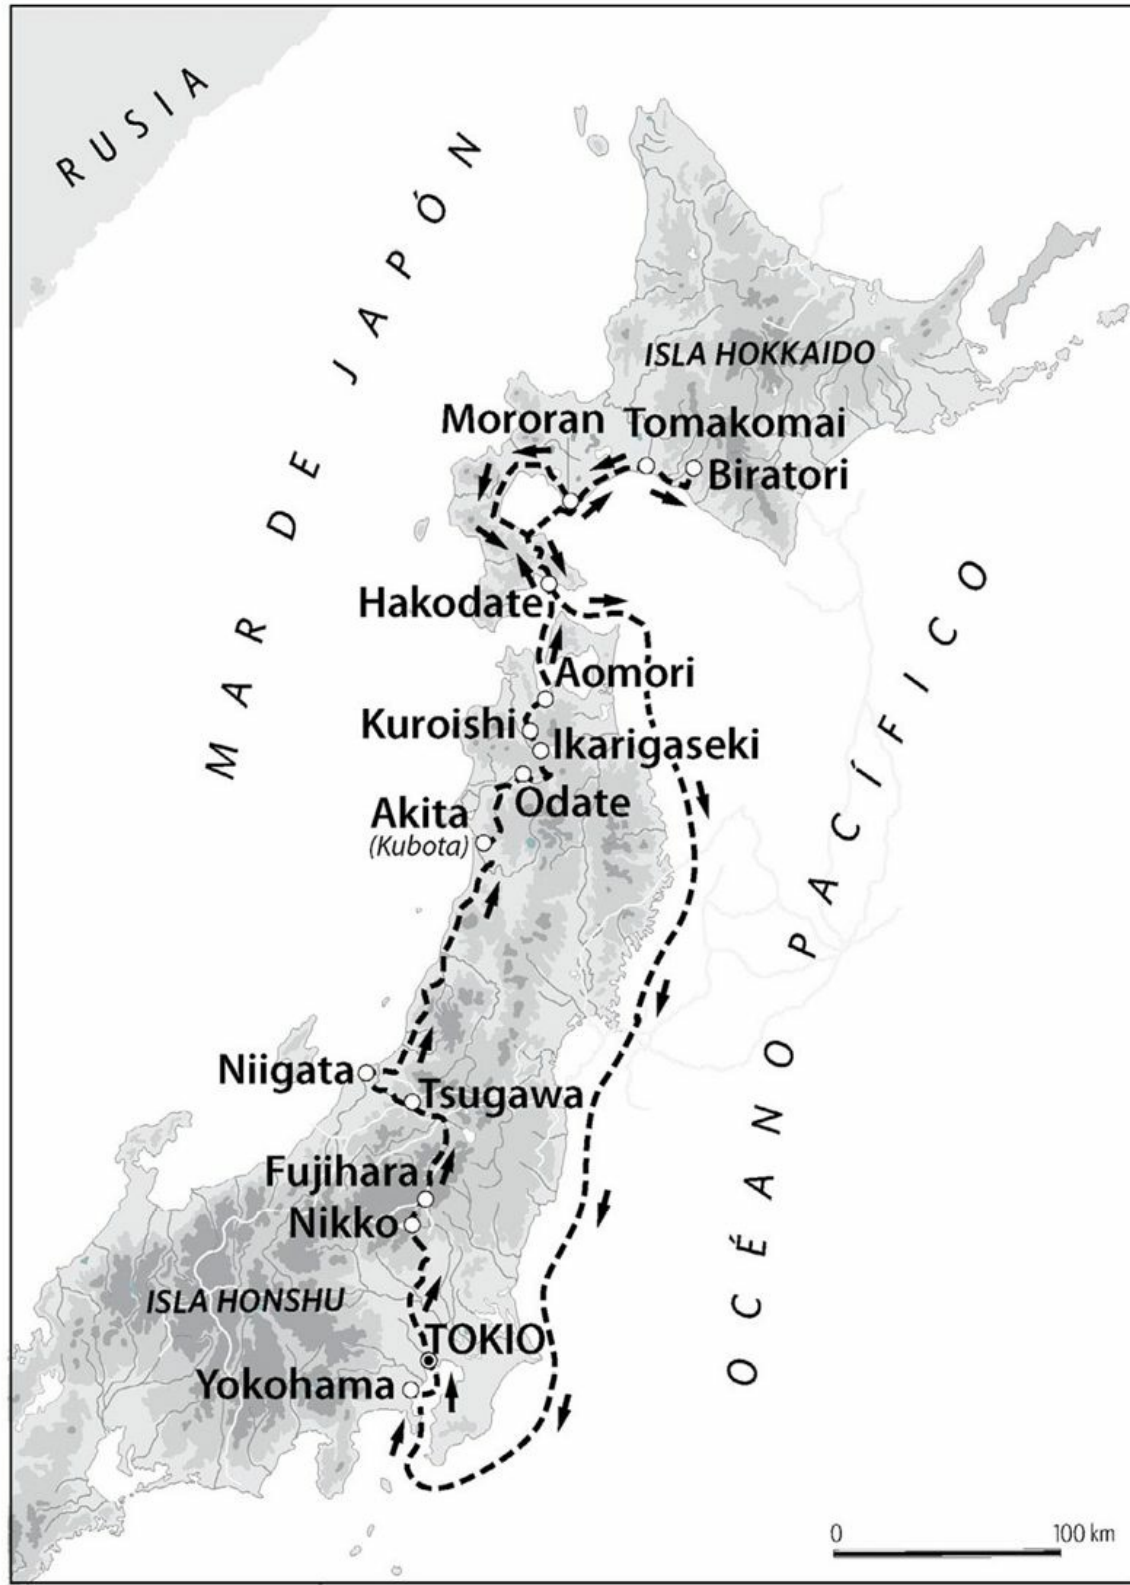 RUSIA
MAR DE JAPÓN
ISLA HOKKAIDO
Mororan
Tomakomai
Biratori
Hakodate
Aomori
Kuroishi
Ikarigaseki
Odate
Akita
(Kubota)
OCÉANO PACÍFICO
Niigata
Tsugawa
Fujihara
Nikko
ISLA HONSHU
TOKIO
Yokohama
0 100 km